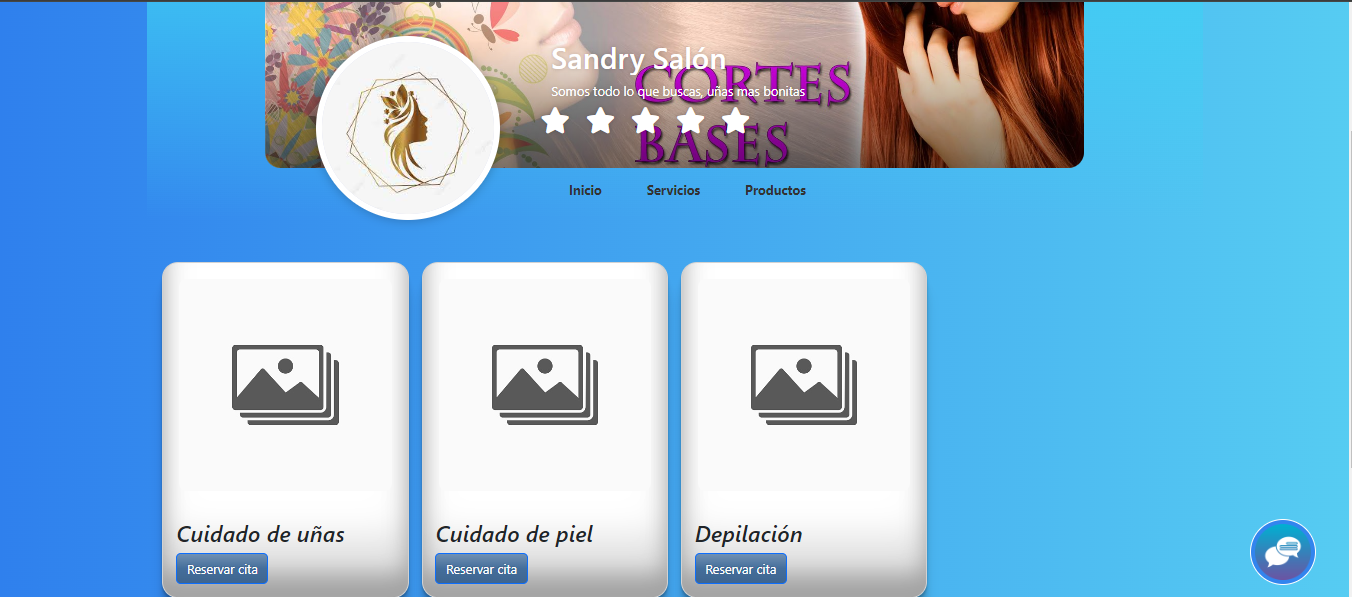 Sandry Salón
CORTES
Somos todo lo que buscas, uñas mas bonitas
BASES
Inicio Servicios Productos
Cuidado de uñas Cuidado de piel Depilación
Reservar cita Reservar cita Reservar cita